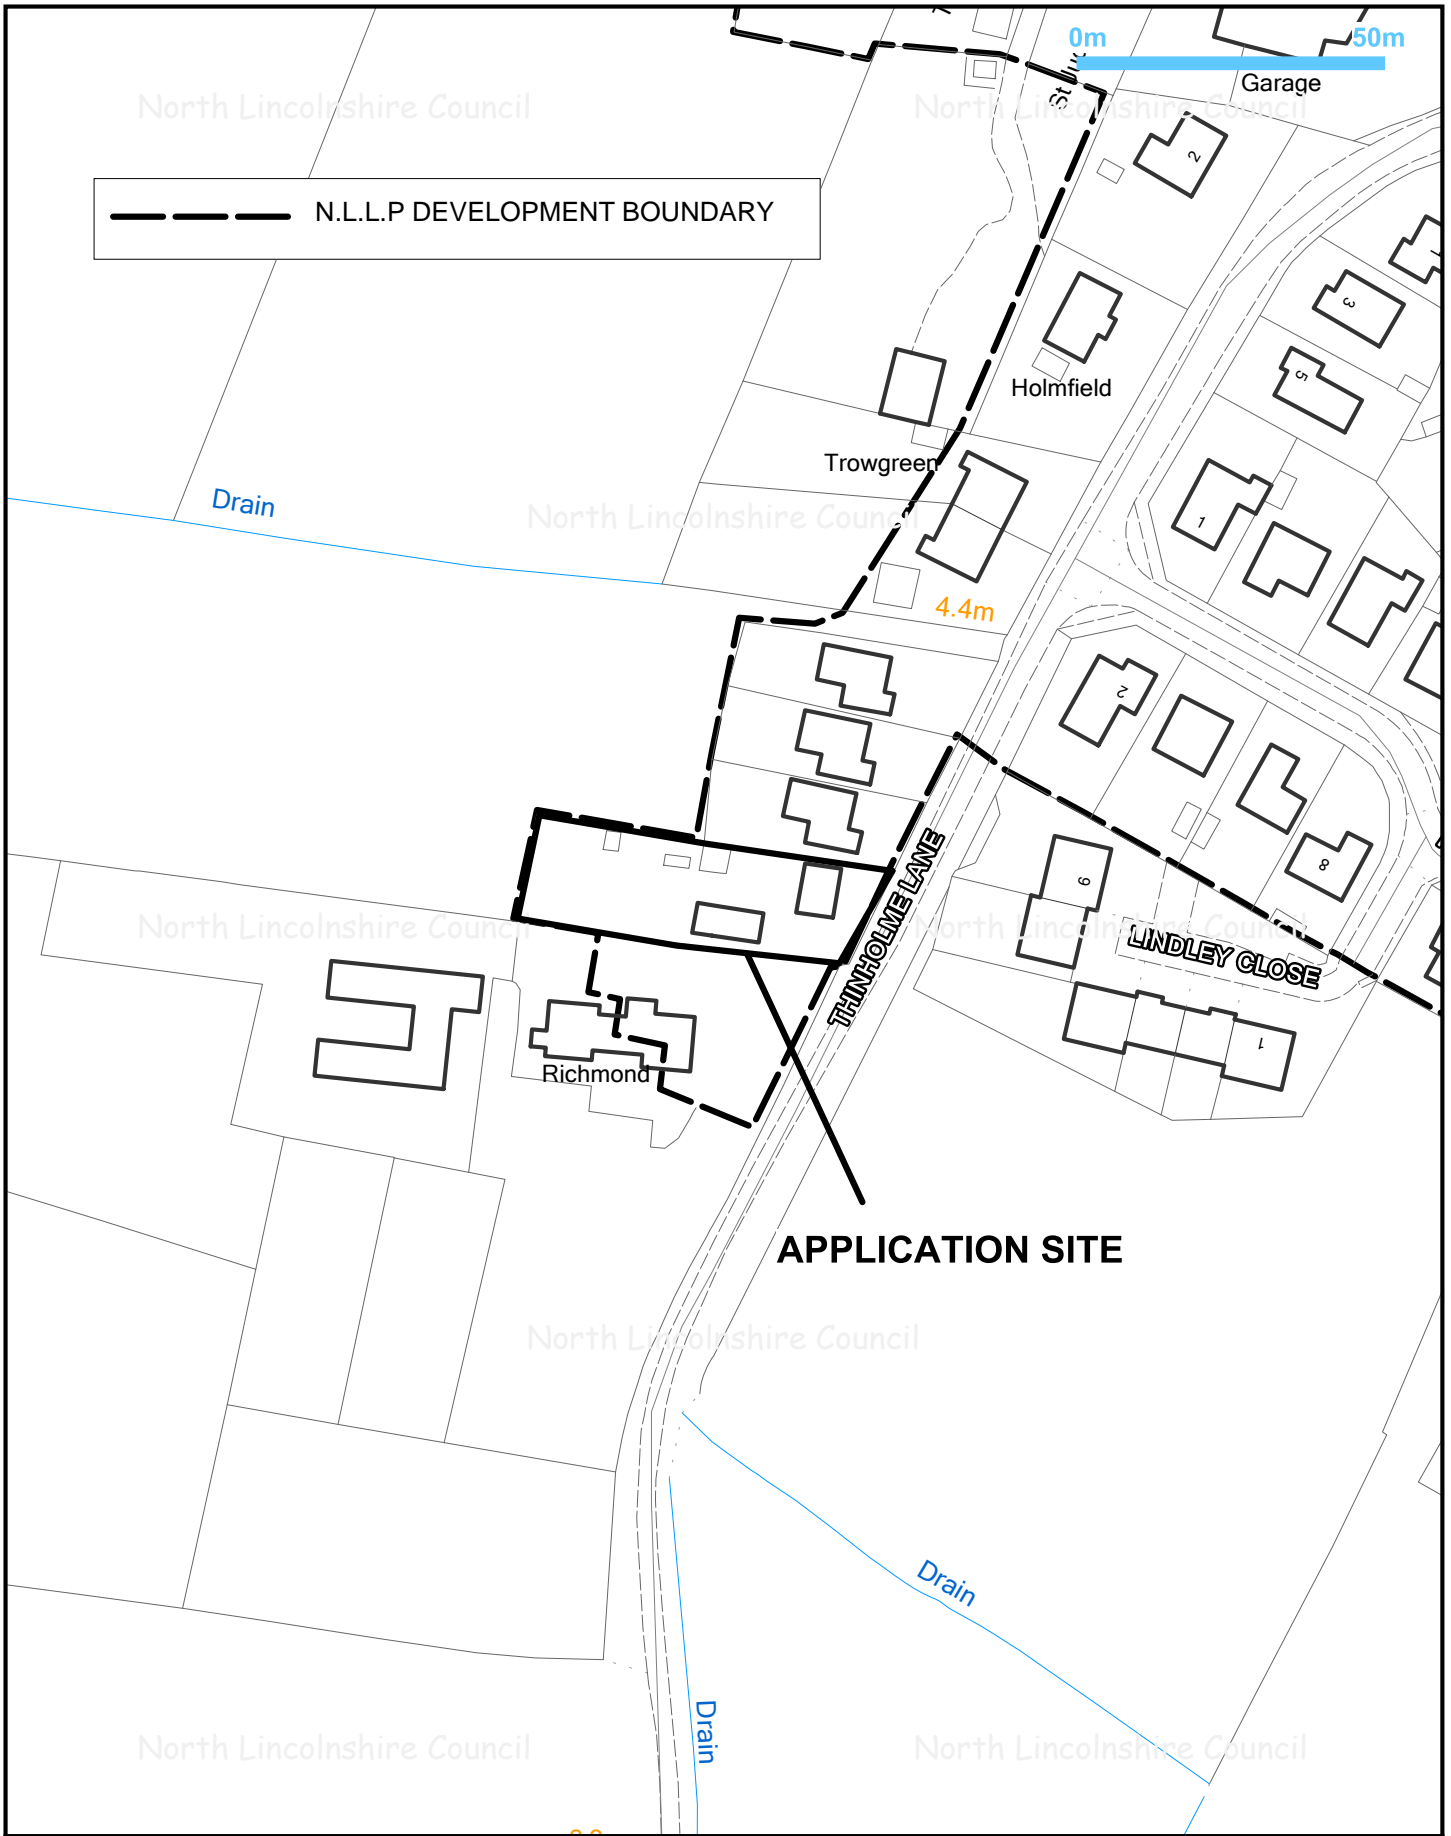 0m
50m
Garage
North Lincolnshire Council
North Lincolnshire Council
2
N.L.L.P DEVELOPMENT BOUNDARY
3
5
Holmfield
Trowgreen
Drain
North Lincolnshire Council
1
4.4m
2
8
9
THINHOLME LANE
North Lincolnshire Council
North Lincolnshire Council
LINDLEY CLOSE
1
Richmond
APPLICATION SITE
North Lincolnshire Council
Drain
Drain
North Lincolnshire Council
North Lincolnshire Council